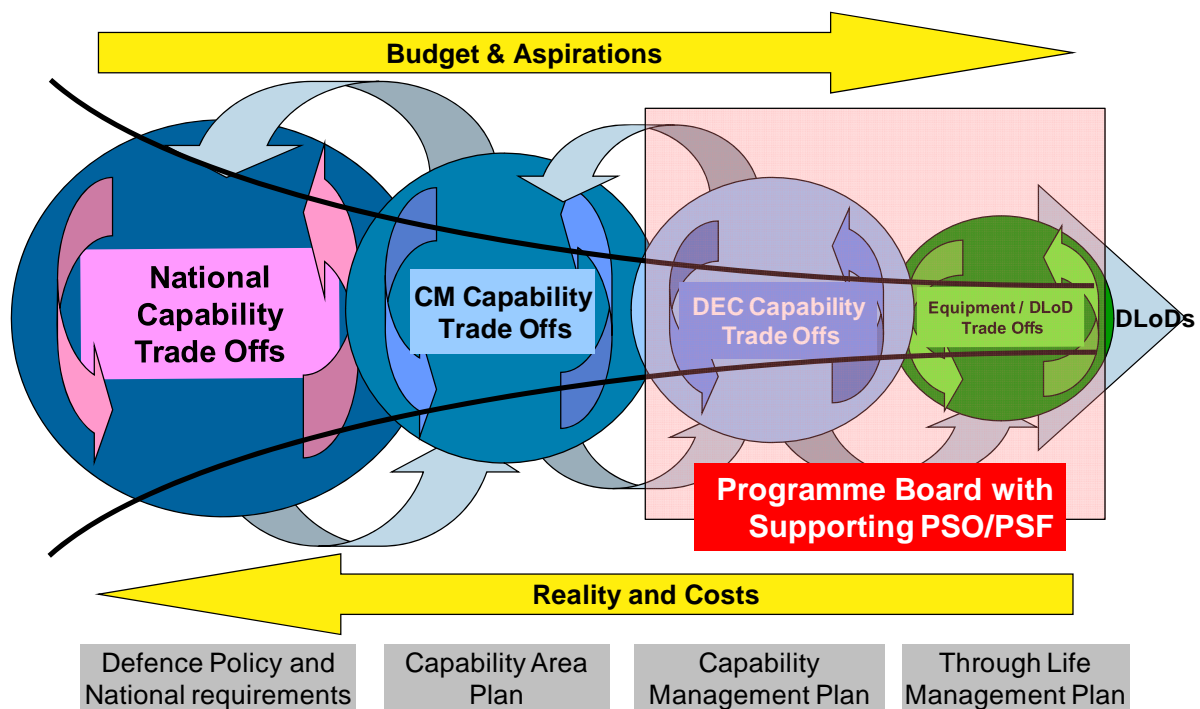 Budget & Aspirations
National
Capability
Trade Offs
CM Capability
Trade Offs
DEC Capability
Trade Offs
Equipment / DLoD
Trade Offs
DLoDs
Programme Board with
Supporting PSO/PSF
Reality and Costs
Defence Policy and
National requirements
Capability Area
Plan
Capability
Management Plan
Through Life
Management Plan